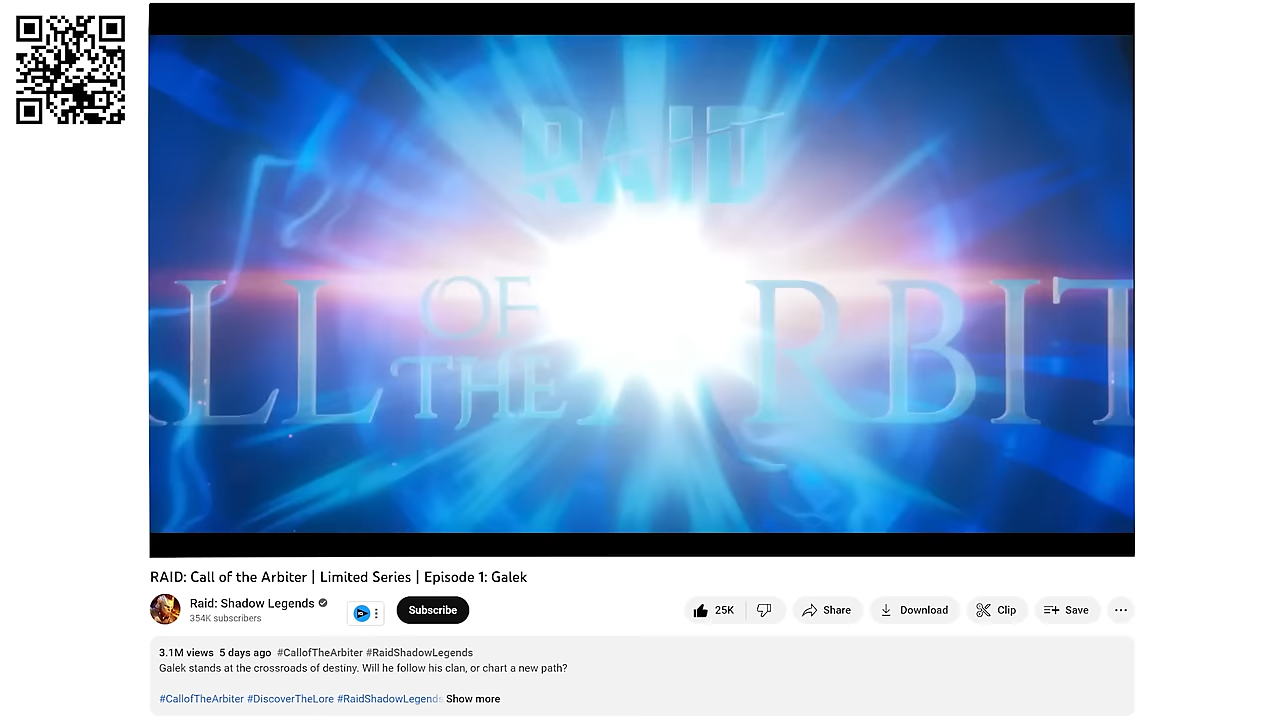 RAID
LL OF THE RBIT
RAID: Call of the Arbiter | Limited Series | Episode 1: Galek
Raid: Shadow Legends
354K subscribers
Subscribe
25K
Share
Download
Clip
Save
3.1M views 5 days ago #CallofTheArbiter #RaidShadowLegends
Galek stands at the crossroads of destiny. Will he follow his clan, or chart a new path?
#CallofTheArbiter #DiscoverTheLore #RaidShadowLegends Show more